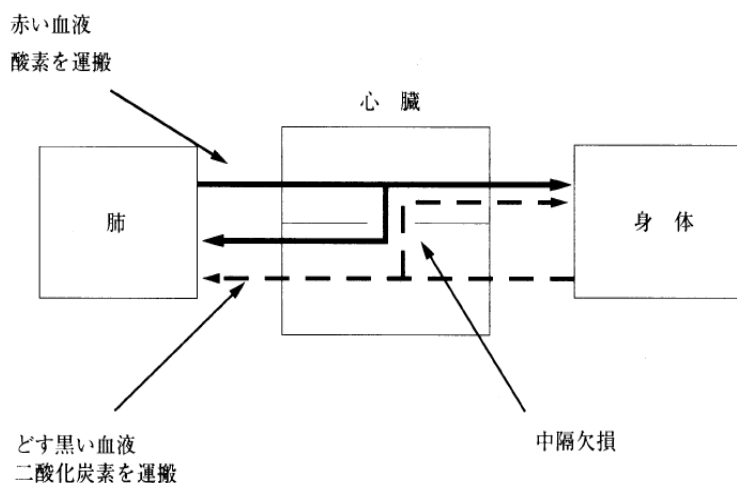 赤い血液
酸素を運搬
心臓
肺
身体
どす黒い血液
二酸化炭素を運搬
中隔欠損